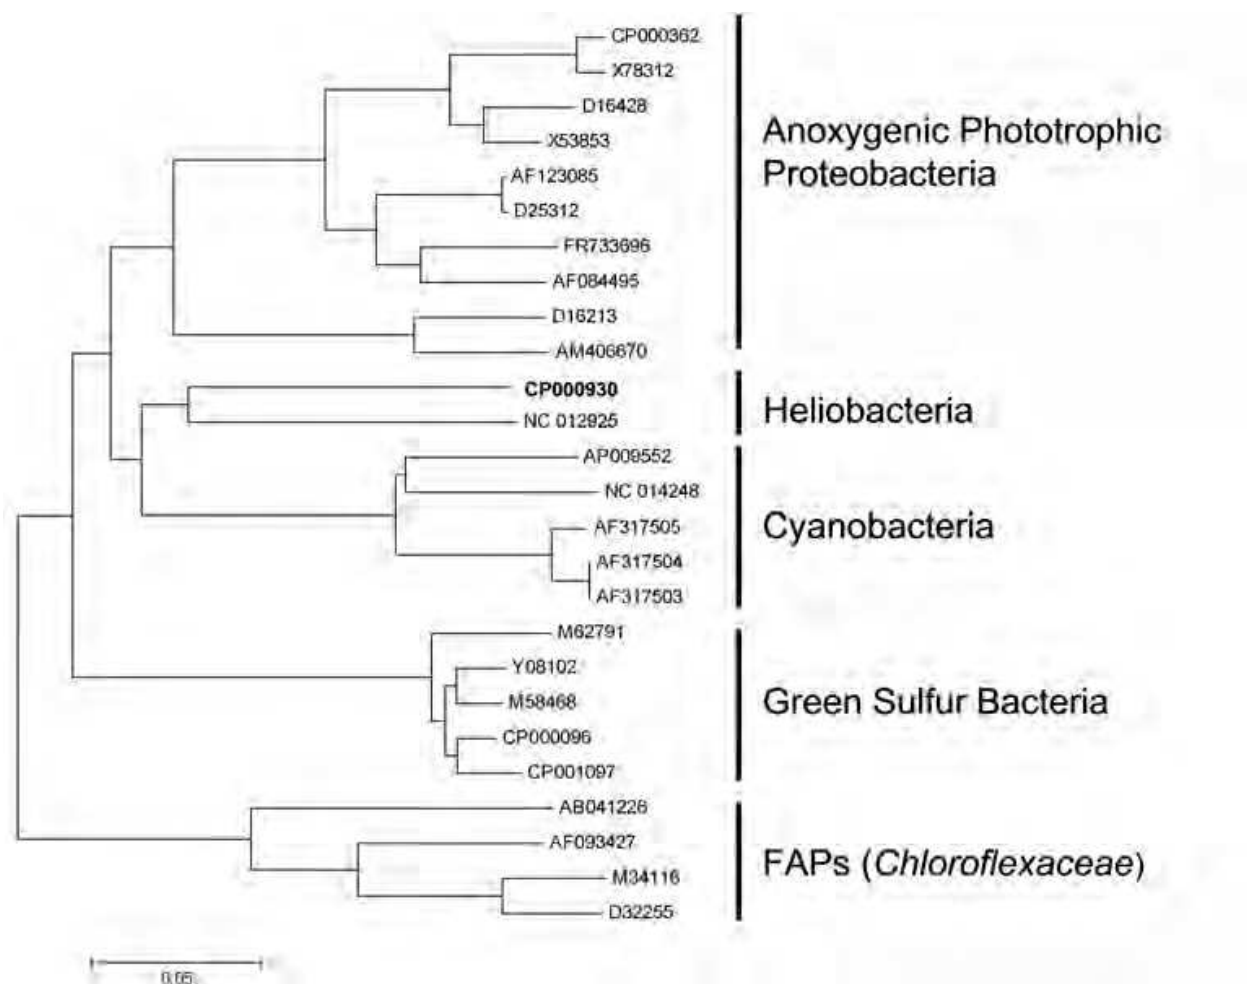 CP000362
X78312
D16428
X53853
Anoxygenic Phototrophic
Proteobacteria
AF123085
D25312
FR733696
AF084495
D16213
AM406670
CP000930
NC 012925
Heliobacteria
AP009552
NC 014248
AF317505
AF317504
AF317503
Cyanobacteria
M62791
Y08102
M58468
CP000096
CP001097
Green Sulfur Bacteria
AB041226
AF093427
M34116
D32255
FAPs (Chloroflexaceae)
0.05